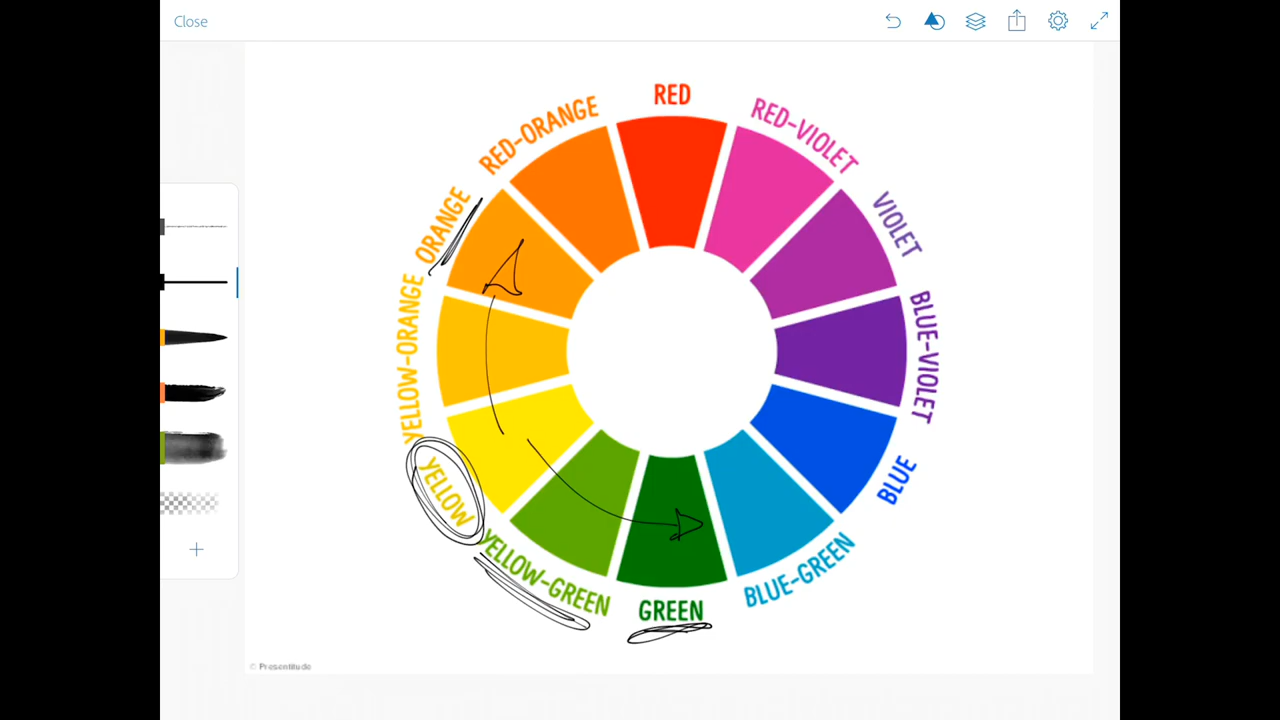 Close
RED
RED-VIOLET
VIOLET
BLUE-VIOLET
BLUE
BLUE-GREEN
GREEN
YELLOW-GREEN
YELLOW
YELLOW-ORANGE
ORANGE
RED-ORANGE
© Presentitude